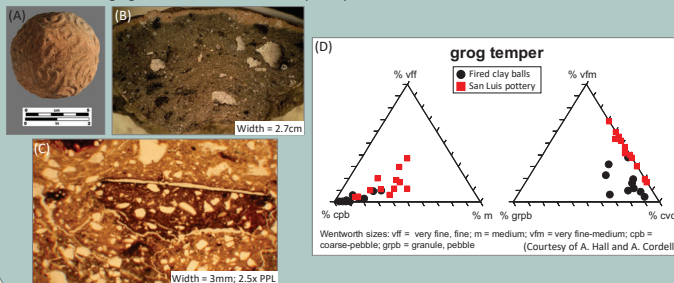 (A)
(B)
Width = 2.7cm
(C)
Width = 3mm; 2.5x PPL
(D)
grog temper
Fired clay balls
San Luis pottery
% vff
% cpb
% m
% vfm
% grpb
% cvc
Wentworth sizes: vff = very fine, fine; m = medium; vfm = very fine-medium; cpb =
coarse-pebble; grpb = granule, pebble
(Courtesy of A. Hall and A. Cordell)